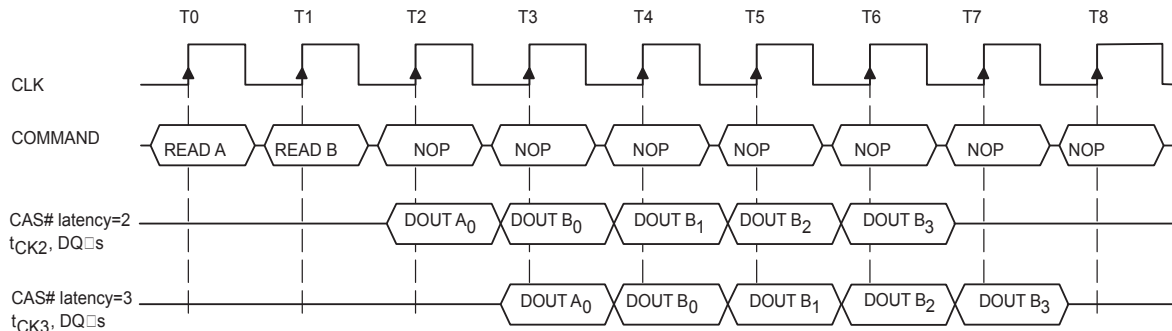 T0 T1 T2 T3 T4 T5 T6 T7 T8
CLK
COMMAND READ A READ B NOP NOP NOP NOP NOP NOP NOP
CAS# latency=2 DOUT A0 DOUT B0 DOUT B1 DOUT B2 DOUT B3
tCK2, DQ□s
CAS# latency=3 DOUT A0 DOUT B0 DOUT B1 DOUT B2 DOUT B3
tCK3, DQ□s